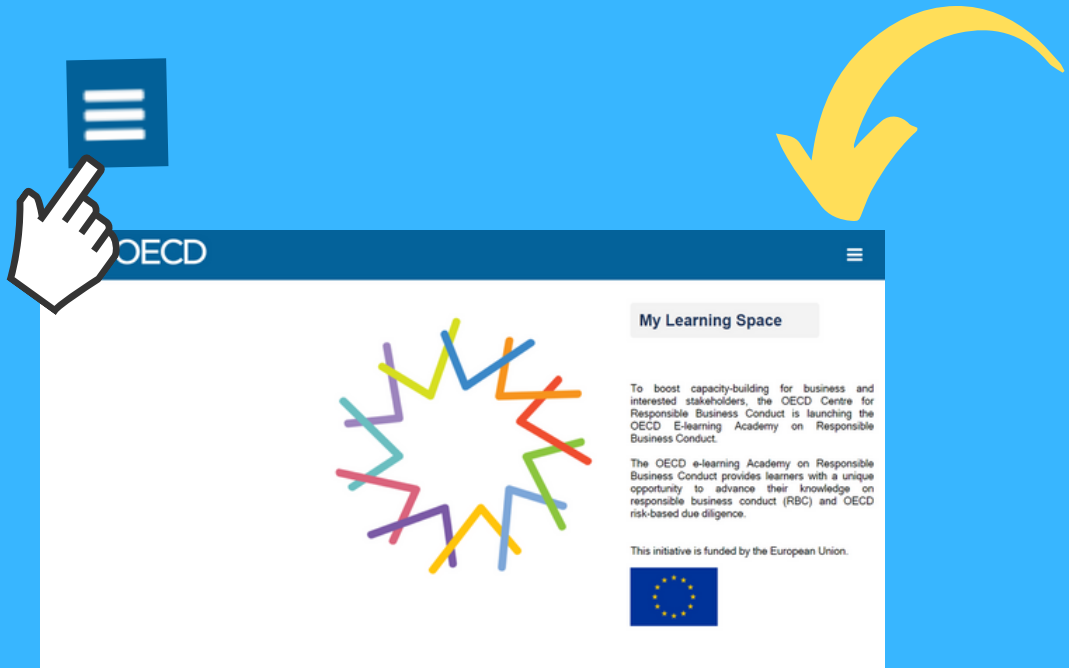 OECD
My Learning Space
To boost capacity-building for business and
interested stakeholders, the OECD Centre for
Responsible Business Conduct is launching the
OECD E-learning Academy on Responsible
Business Conduct.
The OECD e-learning Academy on Responsible
Business Conduct provides learners with a unique
opportunity to advance their knowledge on
responsible business conduct (RBC) and OECD
risk-based due diligence.
This initiative is funded by the European Union.